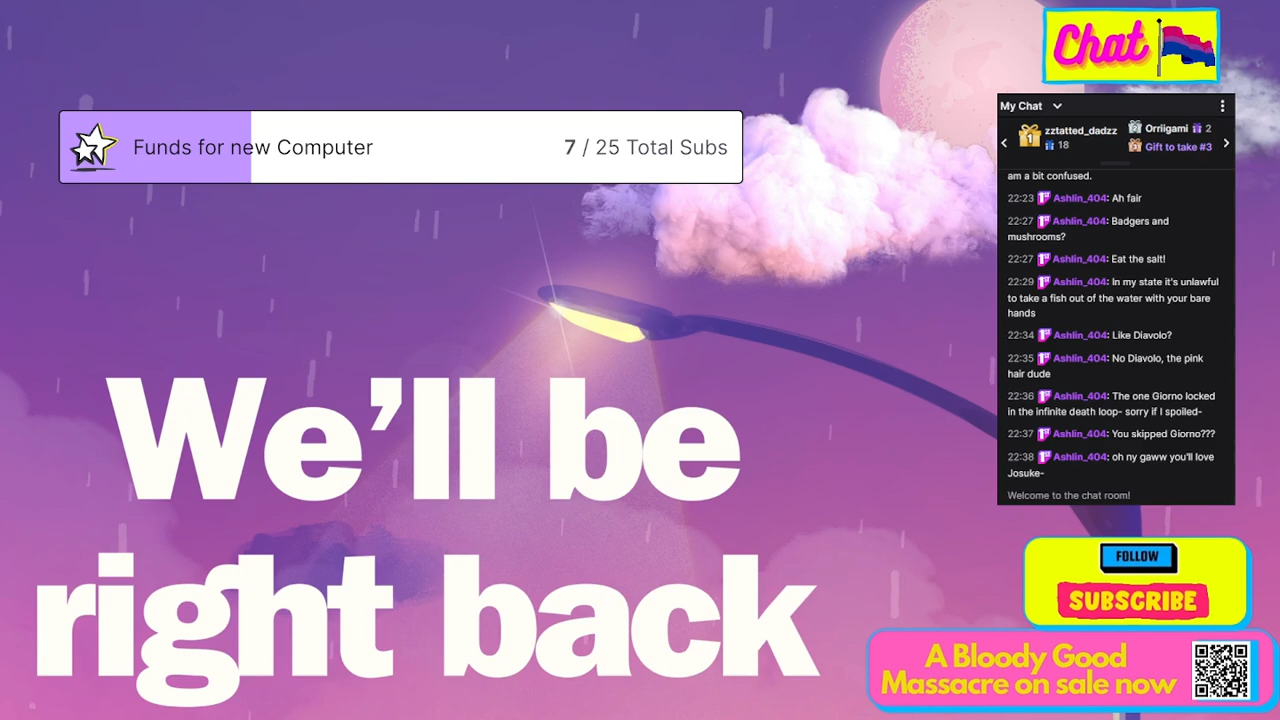 Chat
Funds for new Computer
7 / 25 Total Subs
We’ll be
right back
My Chat
1
zztatted_dadzz
18
Orriigami 2
Gift to take #3
am a bit confused.
22:23 Ashlin_404: Ah fair
22:27 Ashlin_404: Badgers and
mushrooms?
22:27 Ashlin_404: Eat the salt!
22:29 Ashlin_404: In my state it's unlawful
to take a fish out of the water with your bare
hands
22:34 Ashlin_404: Like Diavolo?
22:35 Ashlin_404: No Diavolo, the pink
hair dude
22:36 Ashlin_404: The one Giorno locked
in the infinite death loop- sorry if I spoiled-
22:37 Ashlin_404: You skipped Giorno???
22:38 Ashlin_404: oh ny gaww you'll love
Josuke-
Welcome to the chat room!
FOLLOW
SUBSCRIBE
A Bloody Good
Massacre on sale now